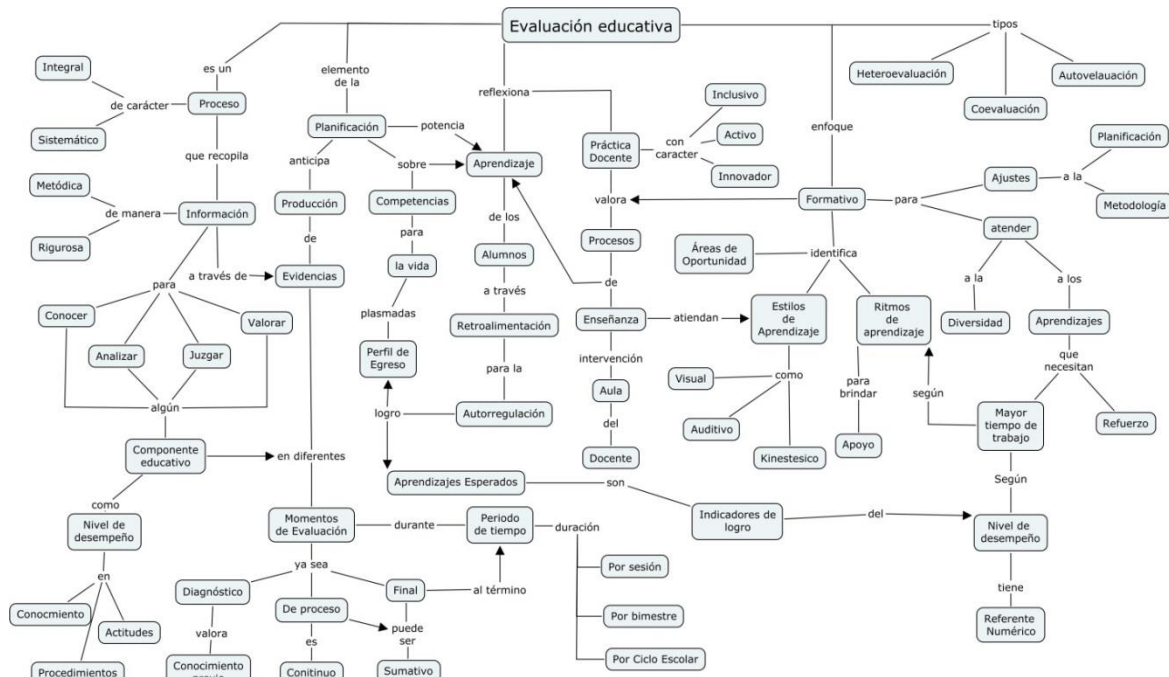 Evaluación educativa
tipos
es un
elemento
de la
reflexiona
enfoque
Heteroevaluación
Coevaluación
Autovelauación
Integral
de carácter
Sistemático
Proceso
que recopila
Metódica
de manera
Rigurosa
Información
a través de
para
Conocer
Analizar
Juzgar
Valorar
algún
Componente
educativo
en diferentes
como
Nivel de
desempeño
en
Conocmiento
Actitudes
Procedimientos
Planificación
potencia
anticipa
sobre
Producción
de
Evidencias
Competencias
para
la vida
plasmadas
Perfil de
Egreso
logro
Aprendizaje
de los
Alumnos
a través
Retroalimentación
para la
Autorregulación
Aprendizajes Esperados
son
Indicadores de
logro
del
Práctica
Docente
con
caracter
Inclusivo
Activo
Innovador
valora
Procesos
de
Enseñanza
atiendan
intervención
Aula
del
Docente
Formativo
para
Ajustes
a la
Planificación
Metodología
atender
a la
a los
Diversidad
Aprendizajes
que
necesitan
Mayor
tiempo de
trabajo
Refuerzo
según
Según
Nivel de
desempeño
tiene
Referente
Numérico
identifica
Áreas de
Oportunidad
Estilos
de
Aprendizaje
Ritmos
de
aprendizaje
como
Visual
Auditivo
Kinestesico
para
brindar
Apoyo
Momentos
de Evaluación
durante
Periodo
de tiempo
duración
Por sesión
Por bimestre
Por Ciclo Escolar
ya sea
Diagnóstico
De proceso
Final
al término
valora
es
puede
ser
Conocimiento
Conitinuo
Sumativo